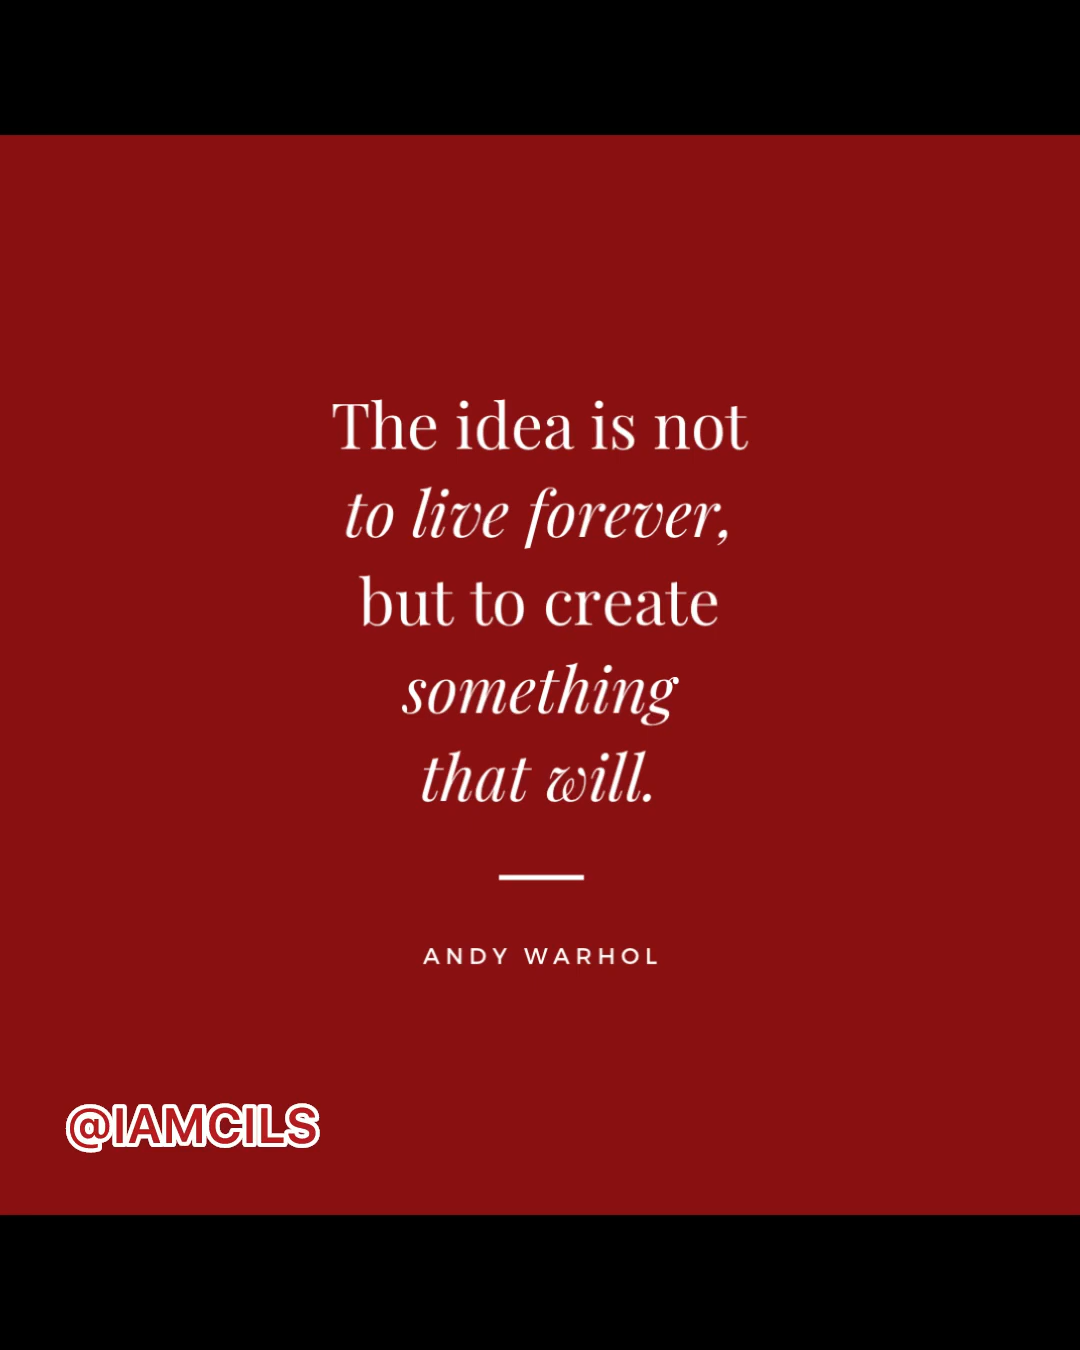 The idea is not
to live forever,
but to create
something
that will.
ANDY WARHOL
@IAMCILS